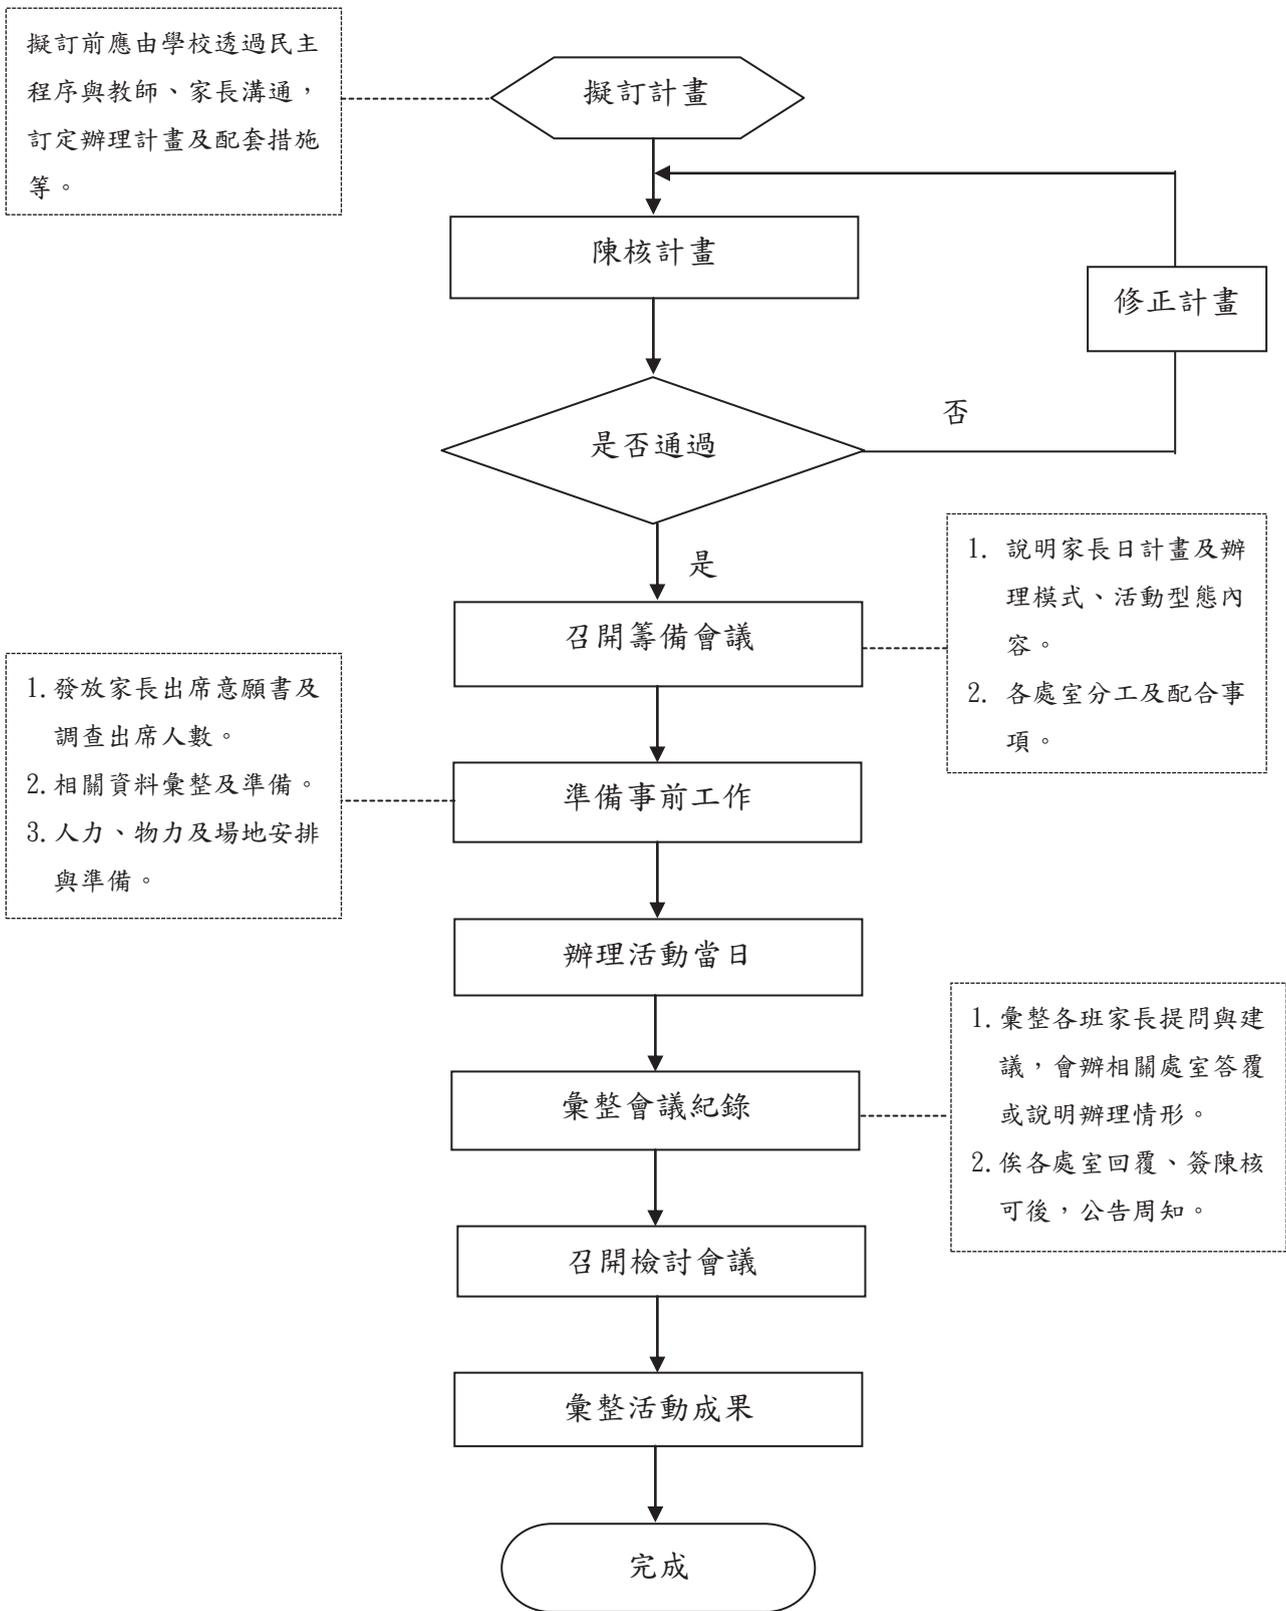 擬訂前應由學校透過民主
程序與教師、家長溝通，
訂定辦理計畫及配套措施
等。
擬訂計畫
陳核計畫
修正計畫
否
是否通過
是
1. 說明家長日計畫及辦
理模式、活動型態內
容。
2. 各處室分工及配合事
項。
召開籌備會議
1.發放家長出席意願書及
調查出席人數。
2.相關資料彙整及準備。
3.人力、物力及場地安排
與準備。
準備事前工作
辦理活動當日
1.彙整各班家長提問與建
議，會辦相關處室答覆
或說明辦理情形。
2.俟各處室回覆、簽陳核
可後，公告周知。
彙整會議紀錄
召開檢討會議
彙整活動成果
完成